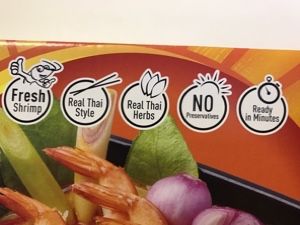 Fresh
Shrimp
Real Thai
Style
Real Thai
Herbs
NO
Preservatives
Ready
in Minutes